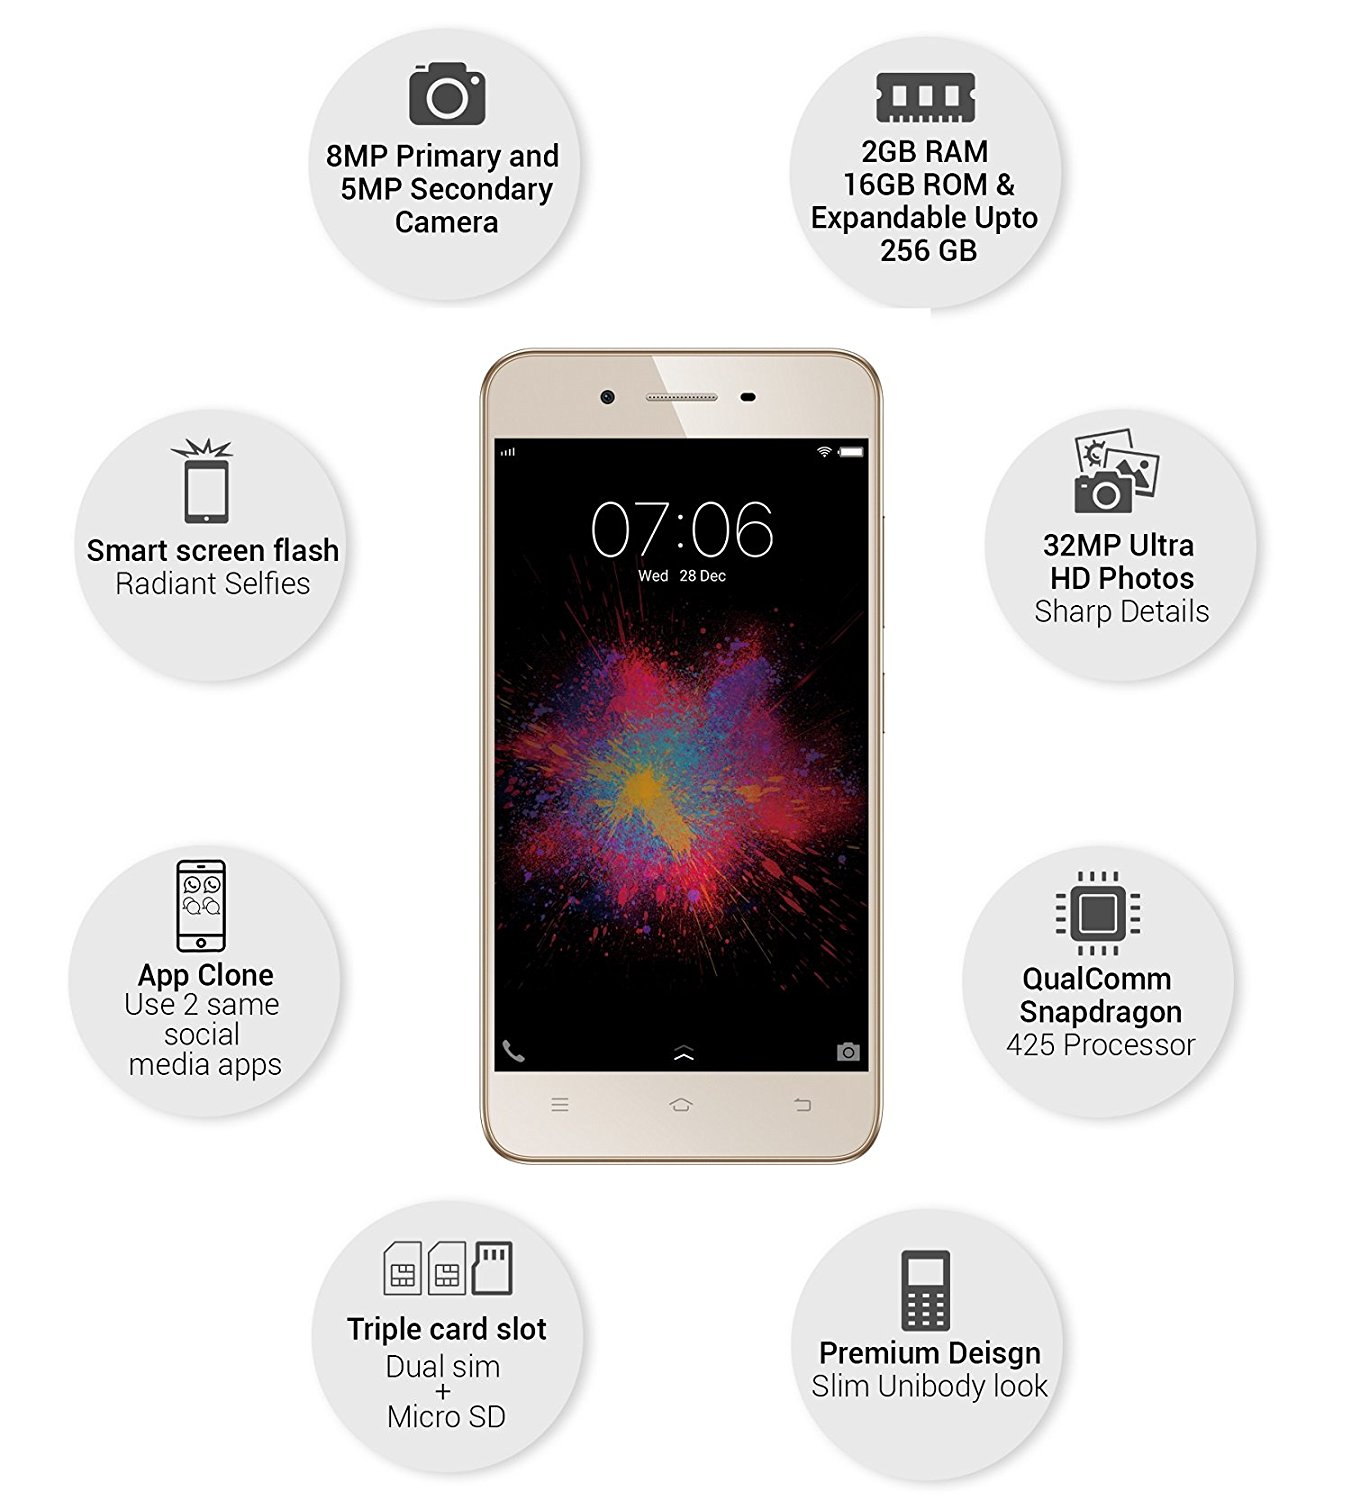 8MP Primary and
5MP Secondary
Camera
2GB RAM
16GB ROM &
Expandable Upto
256 GB
Smart screen flash
Radiant Selfies
07:06
Wed 28 Dec
32MP Ultra
HD Photos
Sharp Details
App Clone
Use 2 same
social
media apps
QualComm
Snapdragon
425 Processor
Triple card slot
Dual sim
+
Micro SD
Premium Deisgn
Slim Unibody look